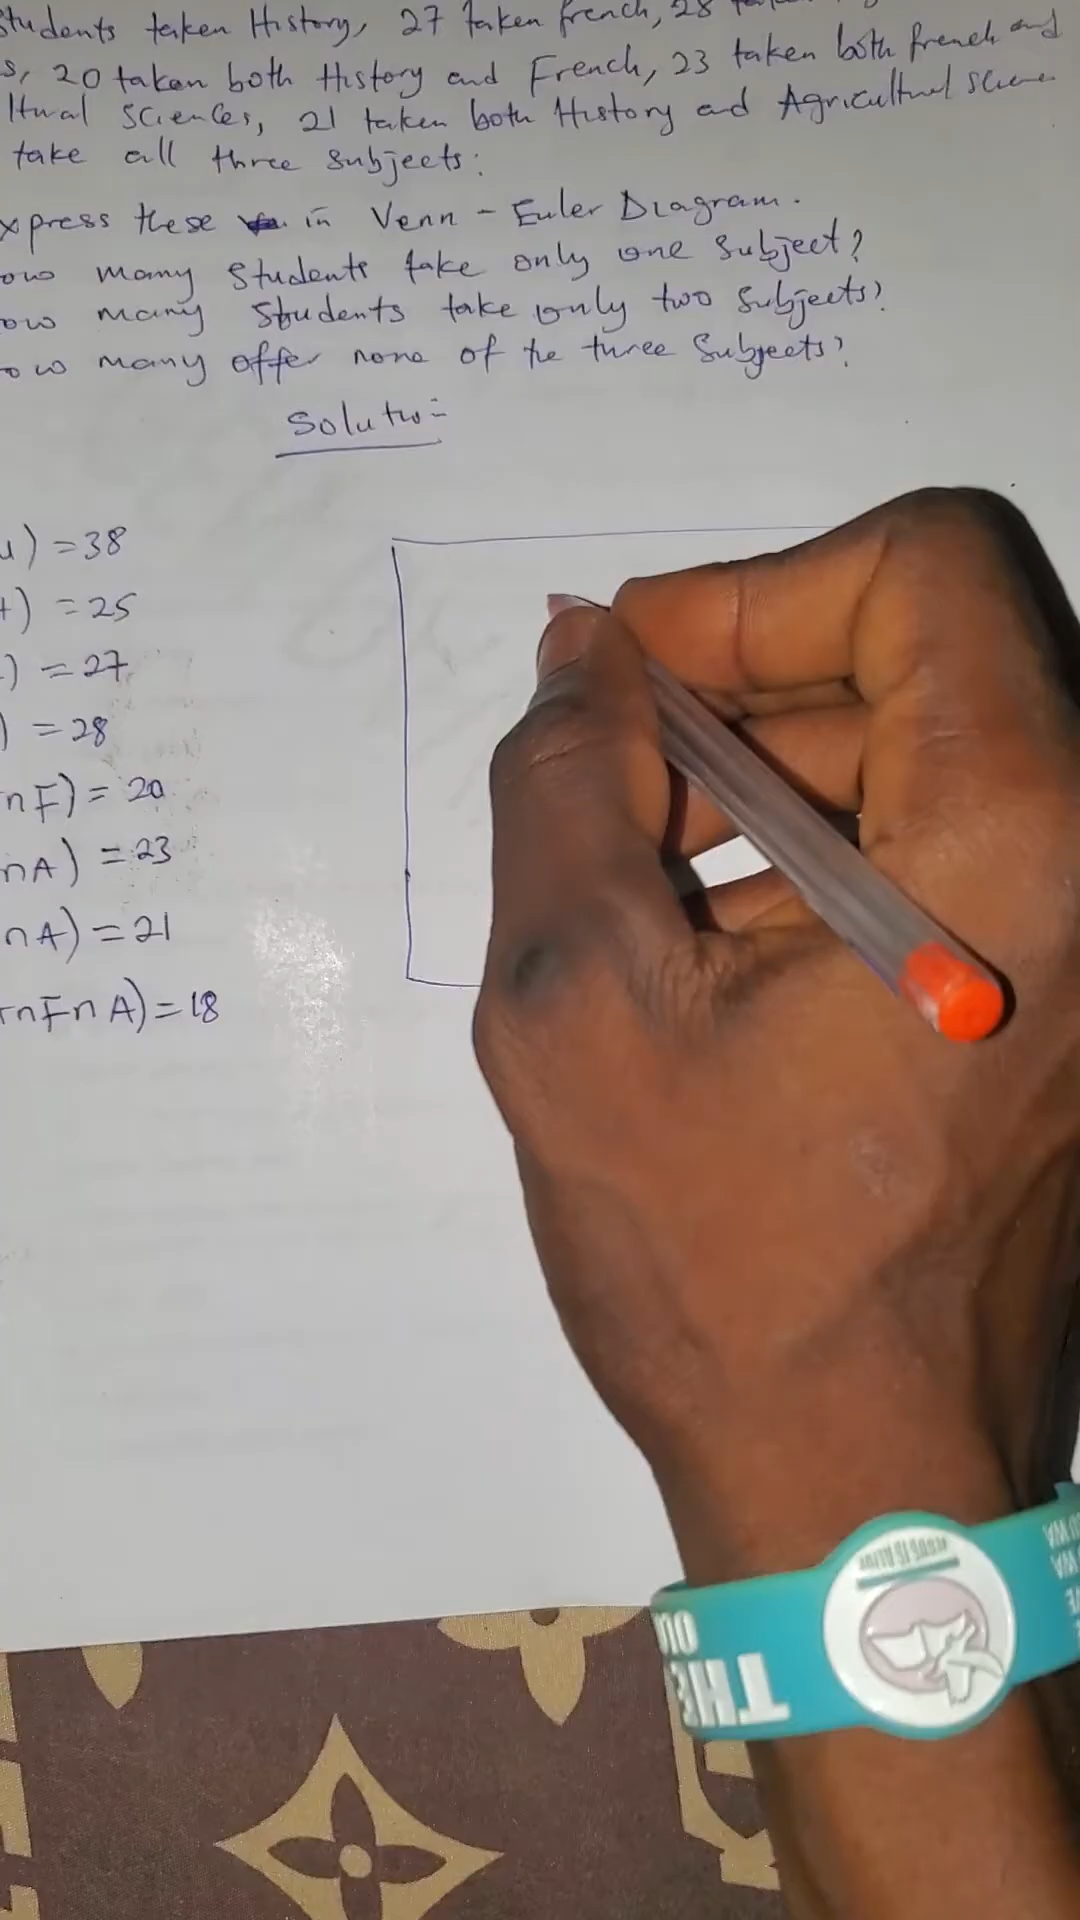 students taken History, 27 taken french, 28
s, 20 taken both History and French, 23 taken both french and
ltural Sciences, 21 taken both History and Agricultural
take all three subjects:
xpress these in Venn - Euler Diagram.
ow many students take only one subject?
ow many students take only two subjects?
ow many offer none of the three subjects?
Solution
u) = 38
) = 25
) = 27
) = 28
nF) = 20
nA) = 23
nA) = 21
nFnA) = 18
THE